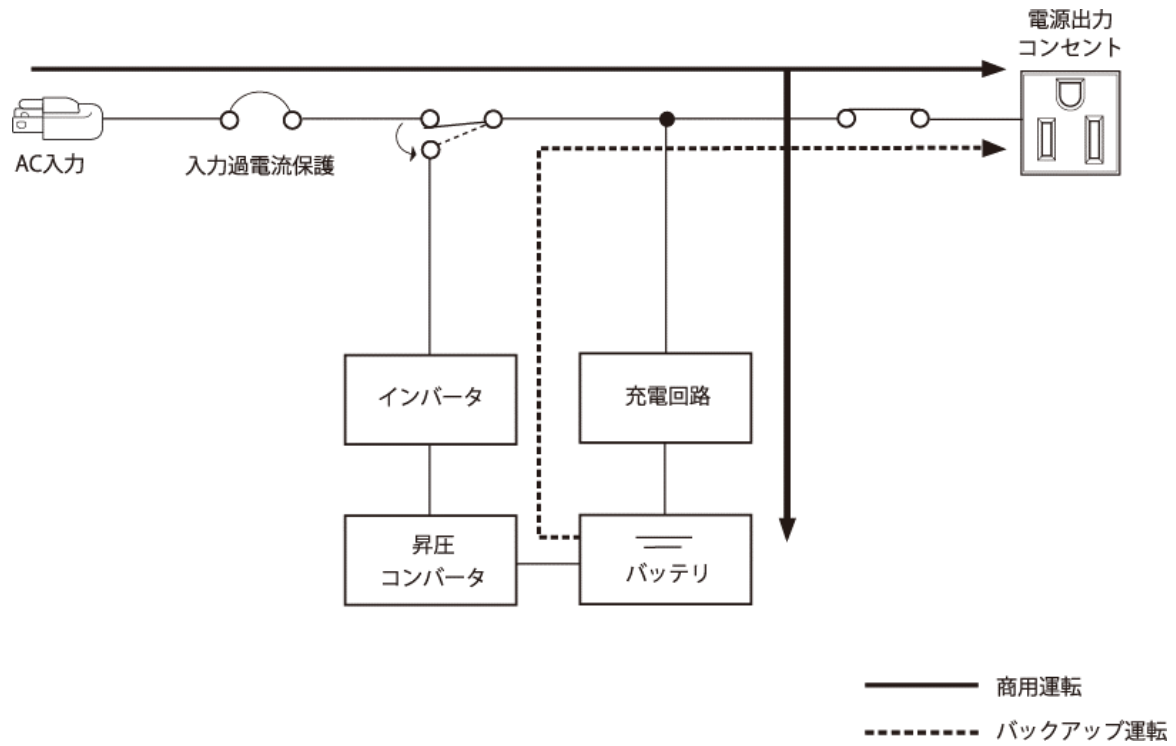 電源出力
コンセント
AC入力
入力過電流保護
インバータ
充電回路
昇圧
コンバータ
バッテリ
商用運転
バックアップ運転